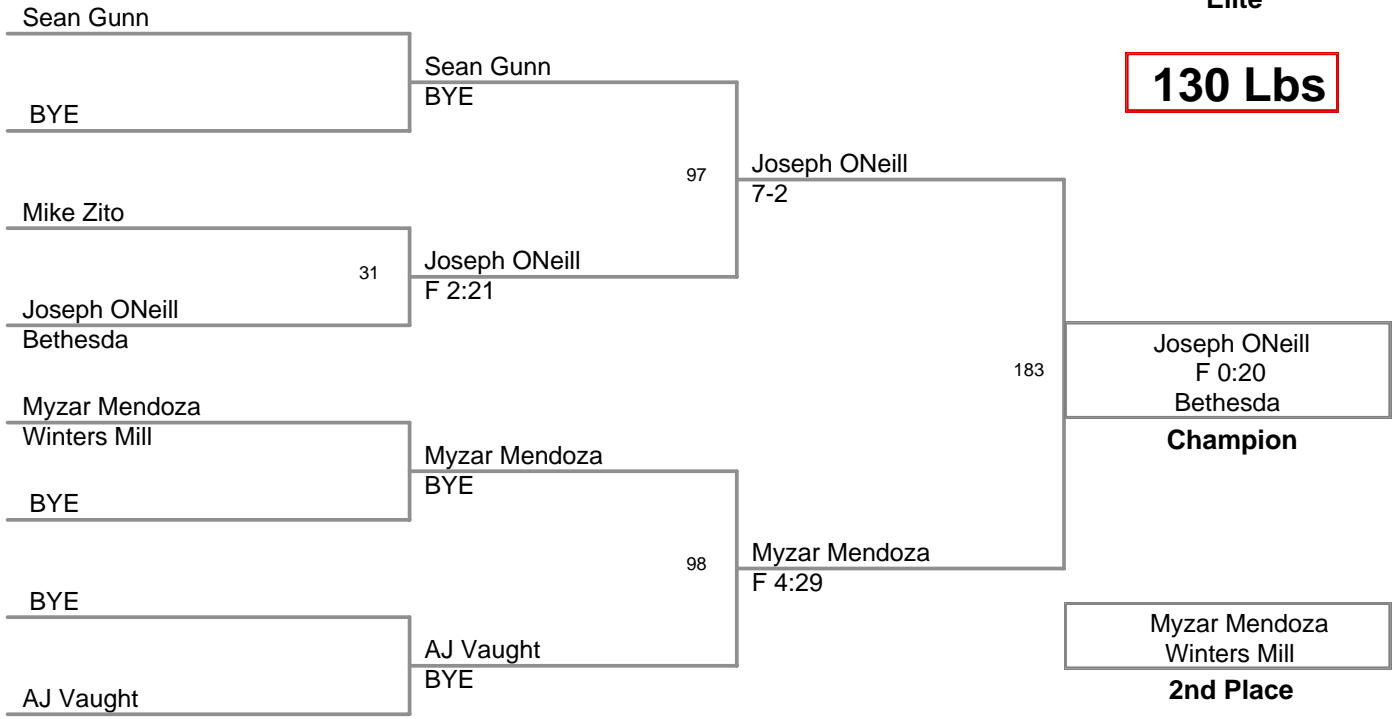 Elite
130 Lbs
Sean Gunn
BYE
Mike Zito
Joseph ONeill
Bethesda
Myzar Mendoza
Winters Mill
BYE
BYE
AJ Vaught
Sean Gunn
BYE
31
Joseph ONeill
F 2:21
Myzar Mendoza
BYE
AJ Vaught
BYE
97
Joseph ONeill
7-2
98
Myzar Mendoza
F 4:29
183
Joseph ONeill
F 0:20
Bethesda
Champion
Myzar Mendoza
Winters Mill
2nd Place